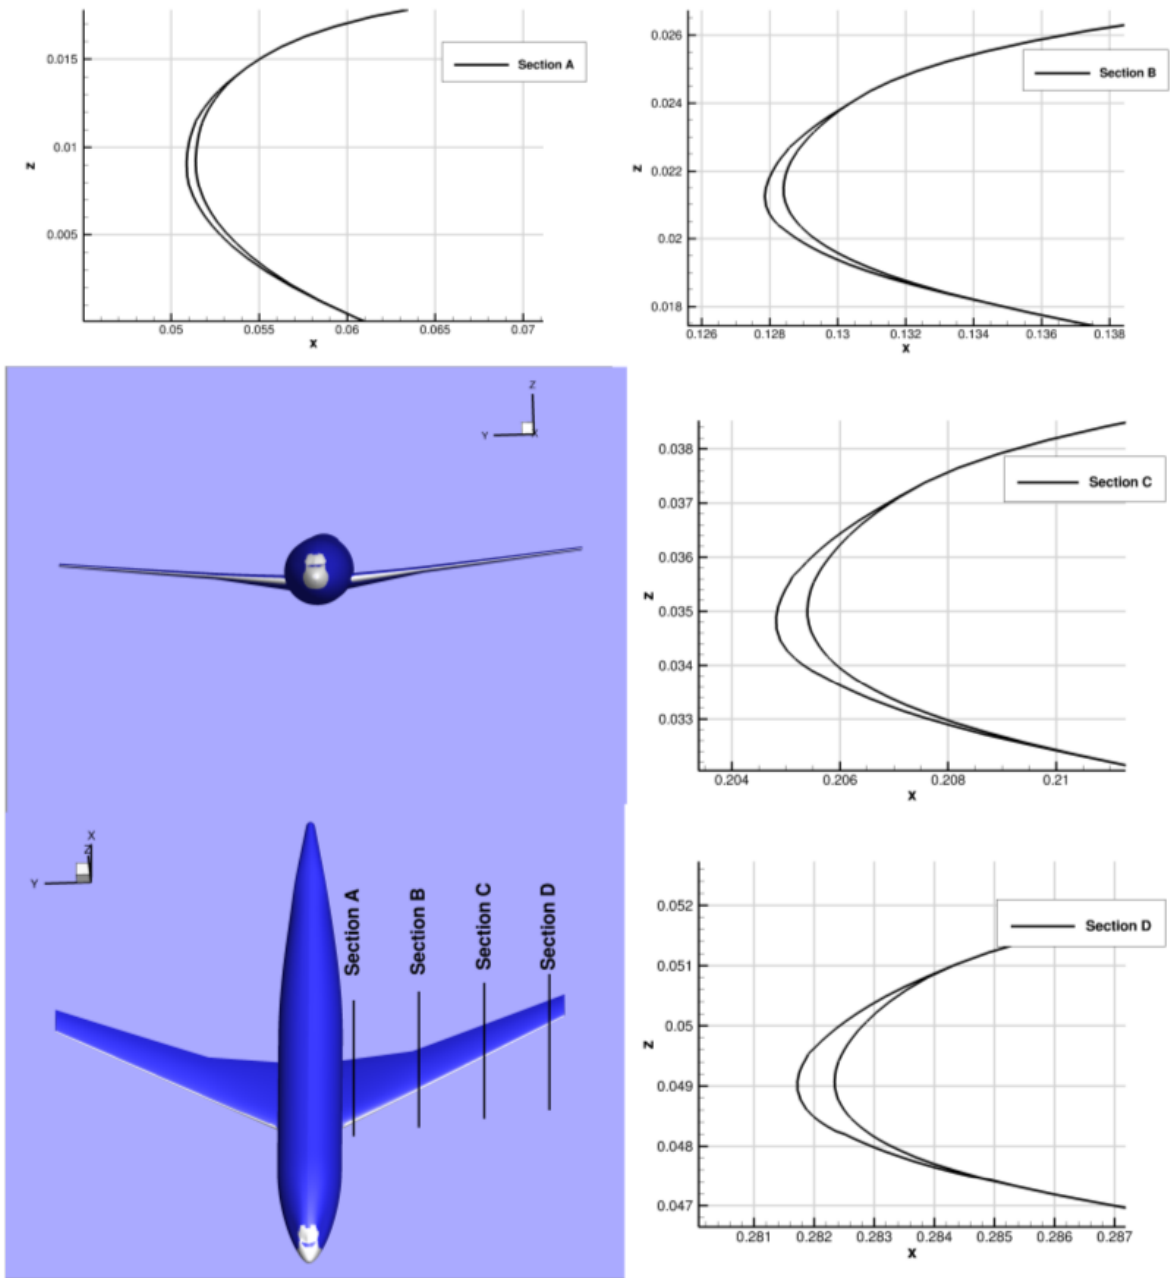 0.015
0.01
0.005
z
0.05
0.055
0.06
0.065
0.07
x
Section A
0.026
0.024
0.022
0.02
0.018
z
0.126
0.128
0.13
0.132
0.134
0.136
0.138
x
Section B
Z
Y
X
0.038
0.037
0.036
0.035
0.034
0.033
z
0.204
0.206
0.208
0.21
x
Section C
X
Z
Y
Section A
Section B
Section C
Section D
0.052
0.051
0.05
0.049
0.048
0.047
z
0.281
0.282
0.283
0.284
0.285
0.286
0.287
x
Section D